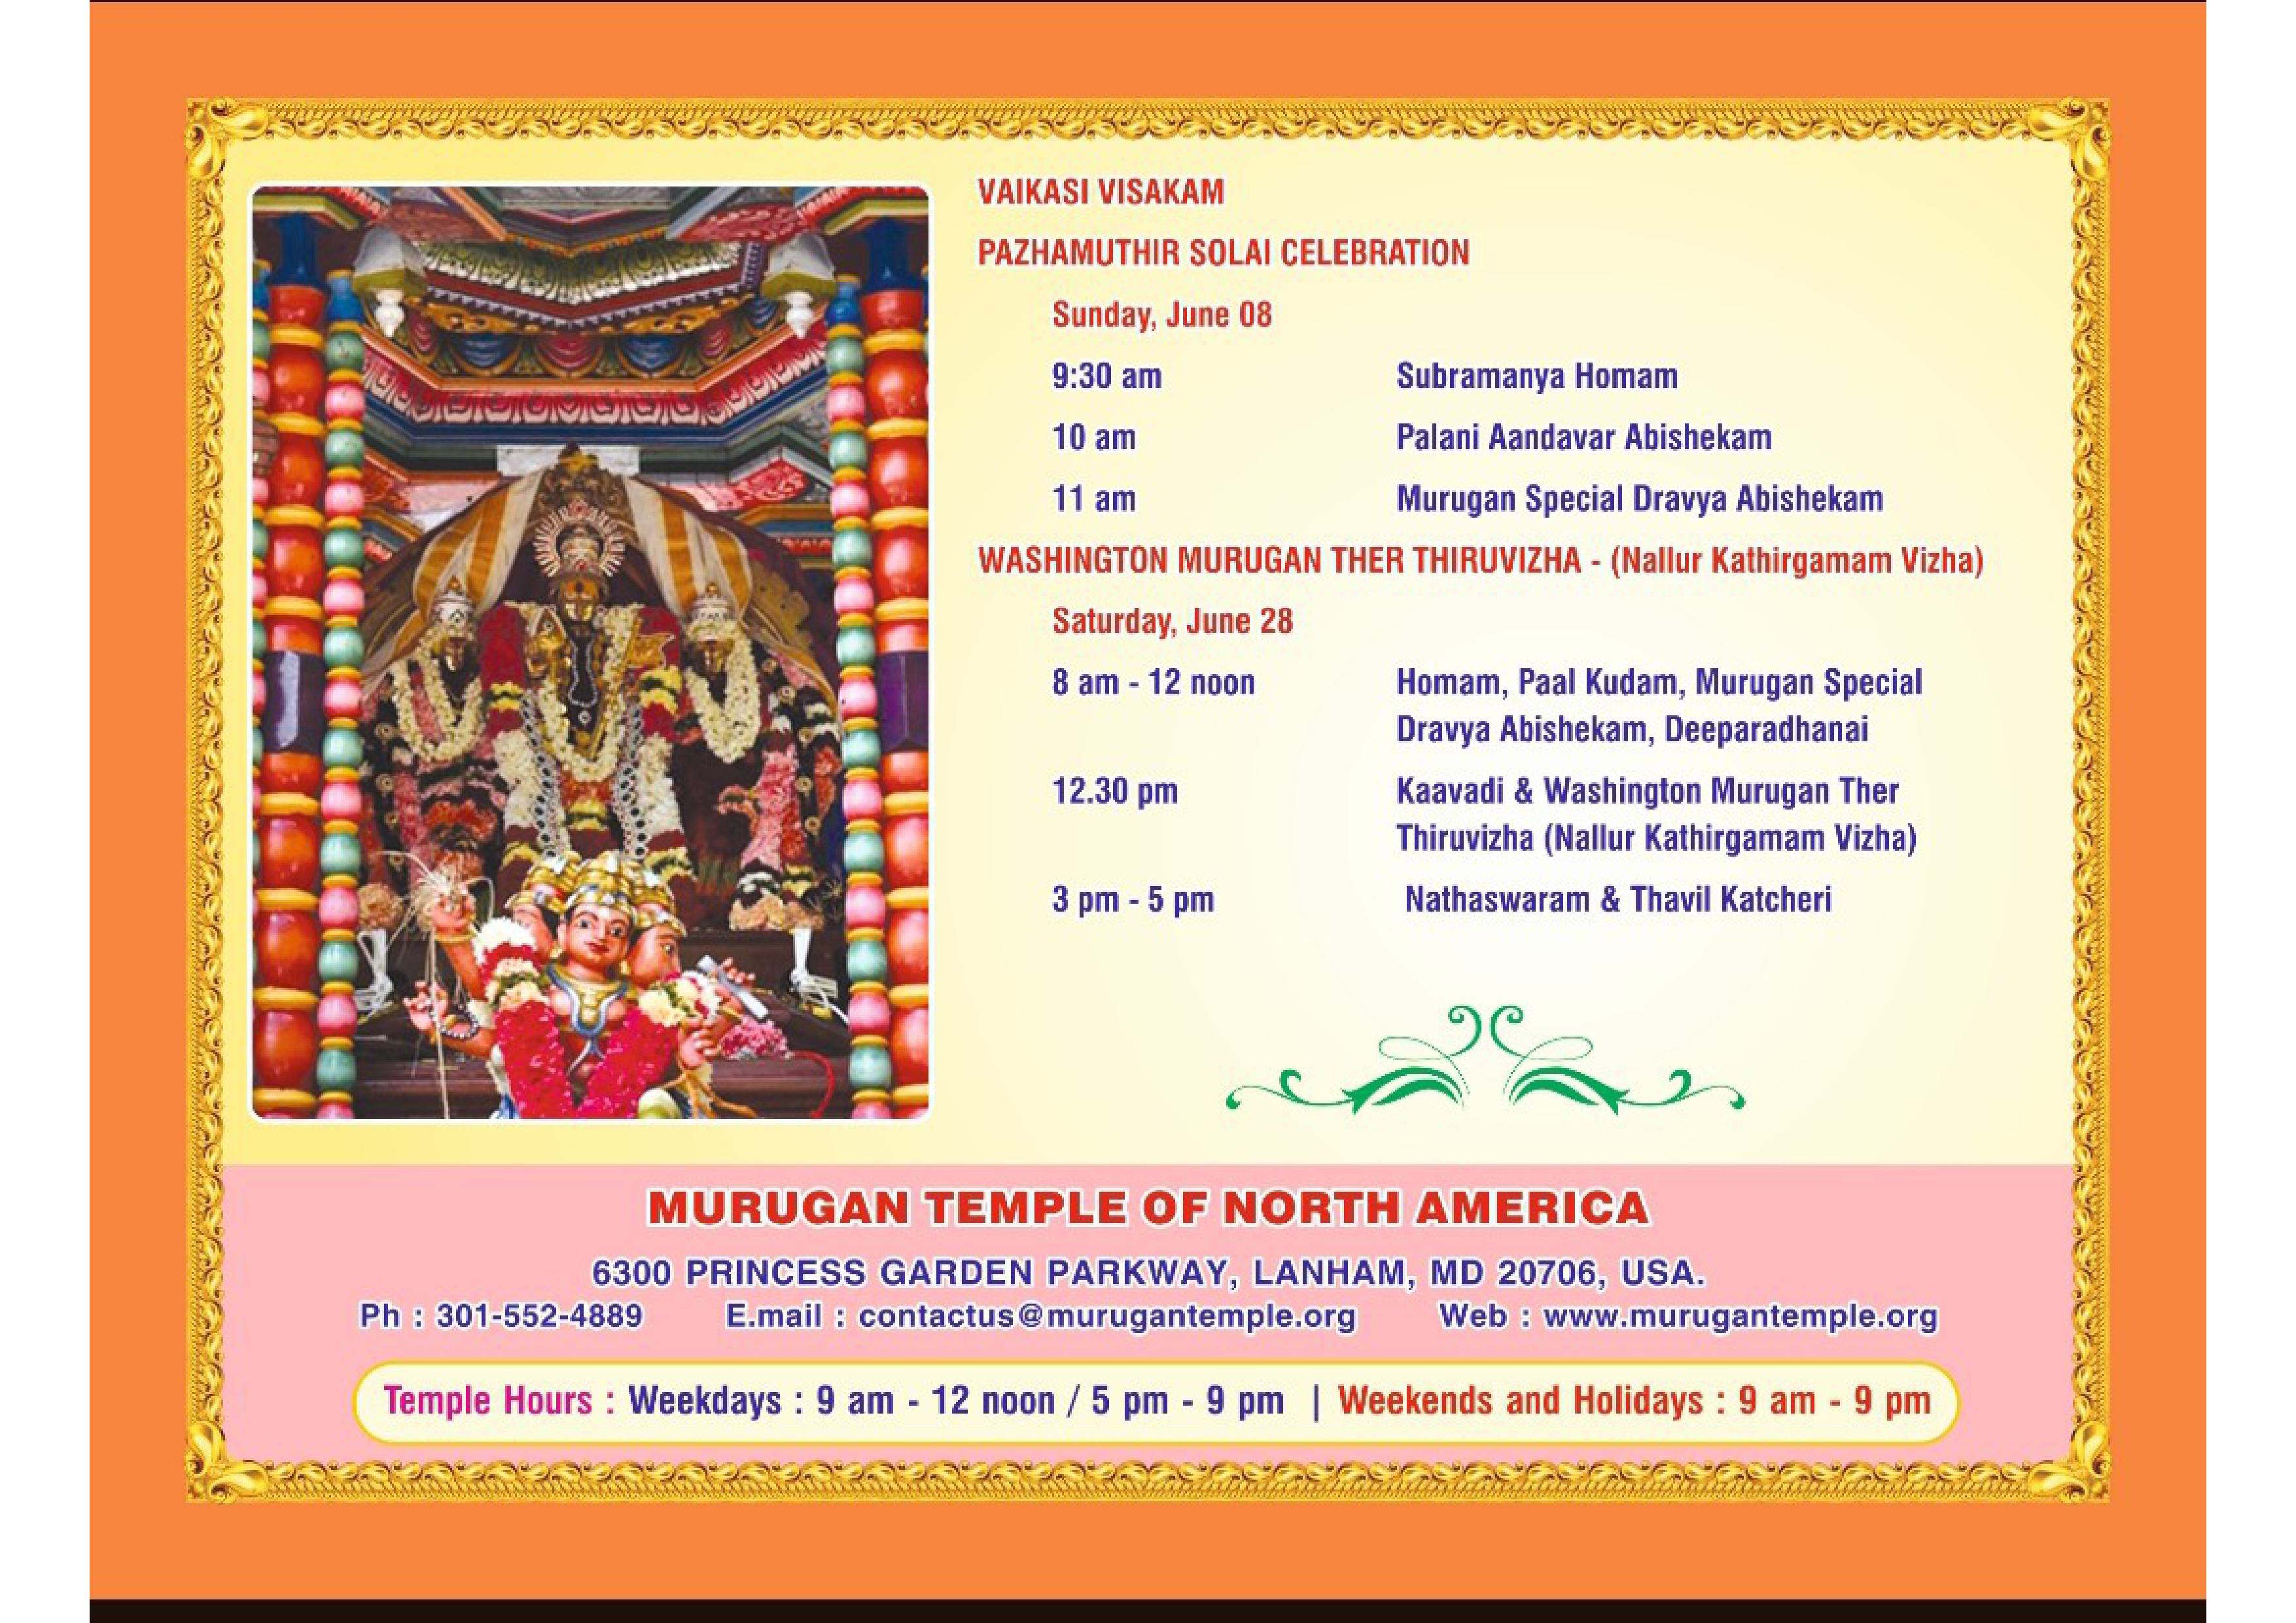 VAIKASI VISAKAM
PAZHAMUTHIR SOLAI CELEBRATION
Sunday, June 08
9:30 am Subramanya Homam
10 am Palani Aandavar Abishekam
11 am Murugan Special Dravya Abishekam
WASHINGTON MURUGAN THER THIRUVIZHA - (Nallur Kathirgamam Vizha)
Saturday, June 28
8 am - 12 noon Homam, Paal Kudam, Murugan Special
Dravya Abishekam, Deeparadhanai
12.30 pm Kaavadi & Washington Murugan Ther
Thiruvizha (Nallur Kathirgamam Vizha)
3 pm - 5 pm Nathaswaram & Thavil Katcheri
MURUGAN TEMPLE OF NORTH AMERICA
6300 PRINCESS GARDEN PARKWAY, LANHAM, MD 20706, USA.
Ph : 301-552-4889 E.mail : contactus@murugantemple.org Web : www.murugantemple.org
Temple Hours : Weekdays : 9 am - 12 noon / 5 pm - 9 pm | Weekends and Holidays : 9 am - 9 pm